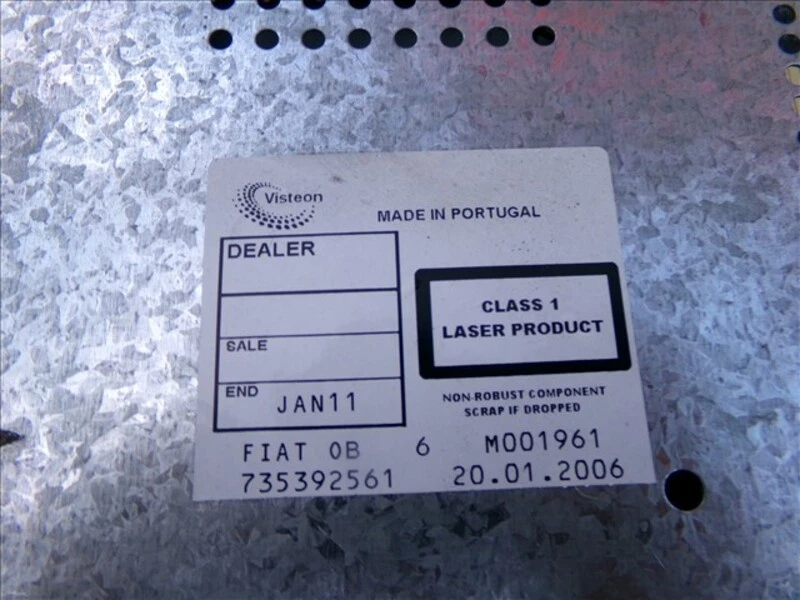 Visteon
MADE IN PORTUGAL
DEALER
CLASS 1
LASER PRODUCT
SALE
END JAN11
NON-ROBUST COMPONENT
SCRAP IF DROPPED
FIAT 0B 6 M001961
735392561 20.01.2006